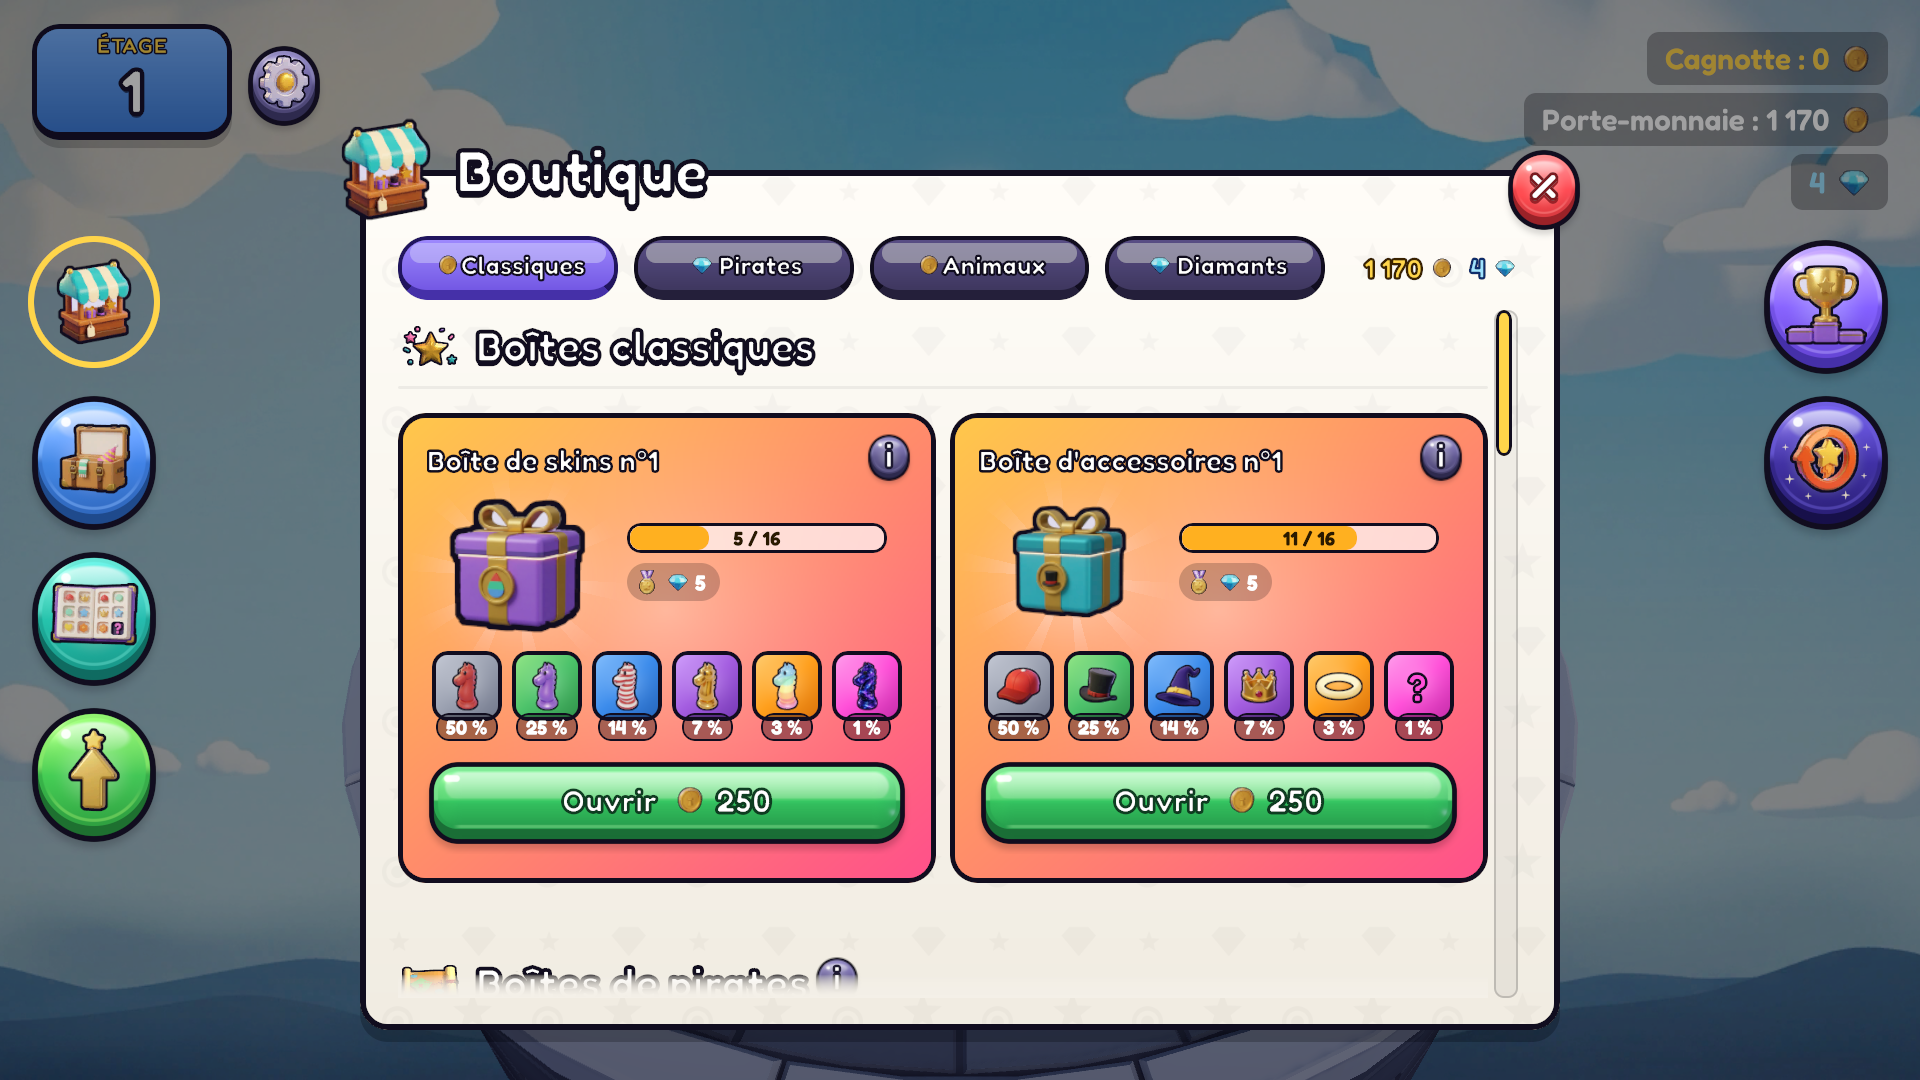 ÉTAGE
1
Cagnotte : 0
Porte-monnaie : 1 170
4
Boutique
Classiques
Pirates
Animaux
Diamants
1 170
4
Boîtes classiques
Boîte de skins n°1
i
5 / 16
5
50 %
25 %
14 %
7 %
3 %
1 %
Ouvrir 250
Boîte d'accessoires n°1
i
11 / 16
5
?
50 %
25 %
14 %
7 %
3 %
1 %
Ouvrir 250
Boîtes de pirates
i